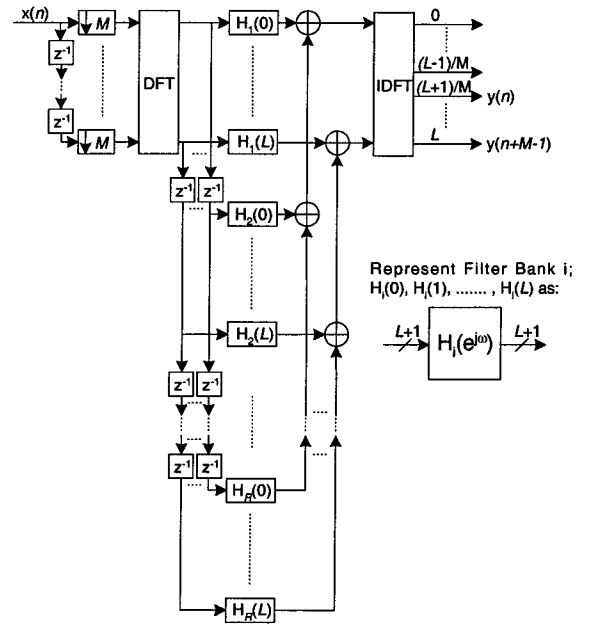 x(n)
M
z⁻¹
z⁻¹
M
DFT
H₁(0)
H₁(L)
z⁻¹ z⁻¹
H₂(0)
H₂(L)
z⁻¹ z⁻¹
z⁻¹ z⁻¹
H_R(0)
H_R(L)
IDFT
0
(L-1)/M
(L+1)/M
y(n)
L
y(n+M-1)
Represent Filter Bank i;
Hᵢ(0), Hᵢ(1), ....... , Hᵢ(L) as:
L+1
Hᵢ(e^jω)
L+1